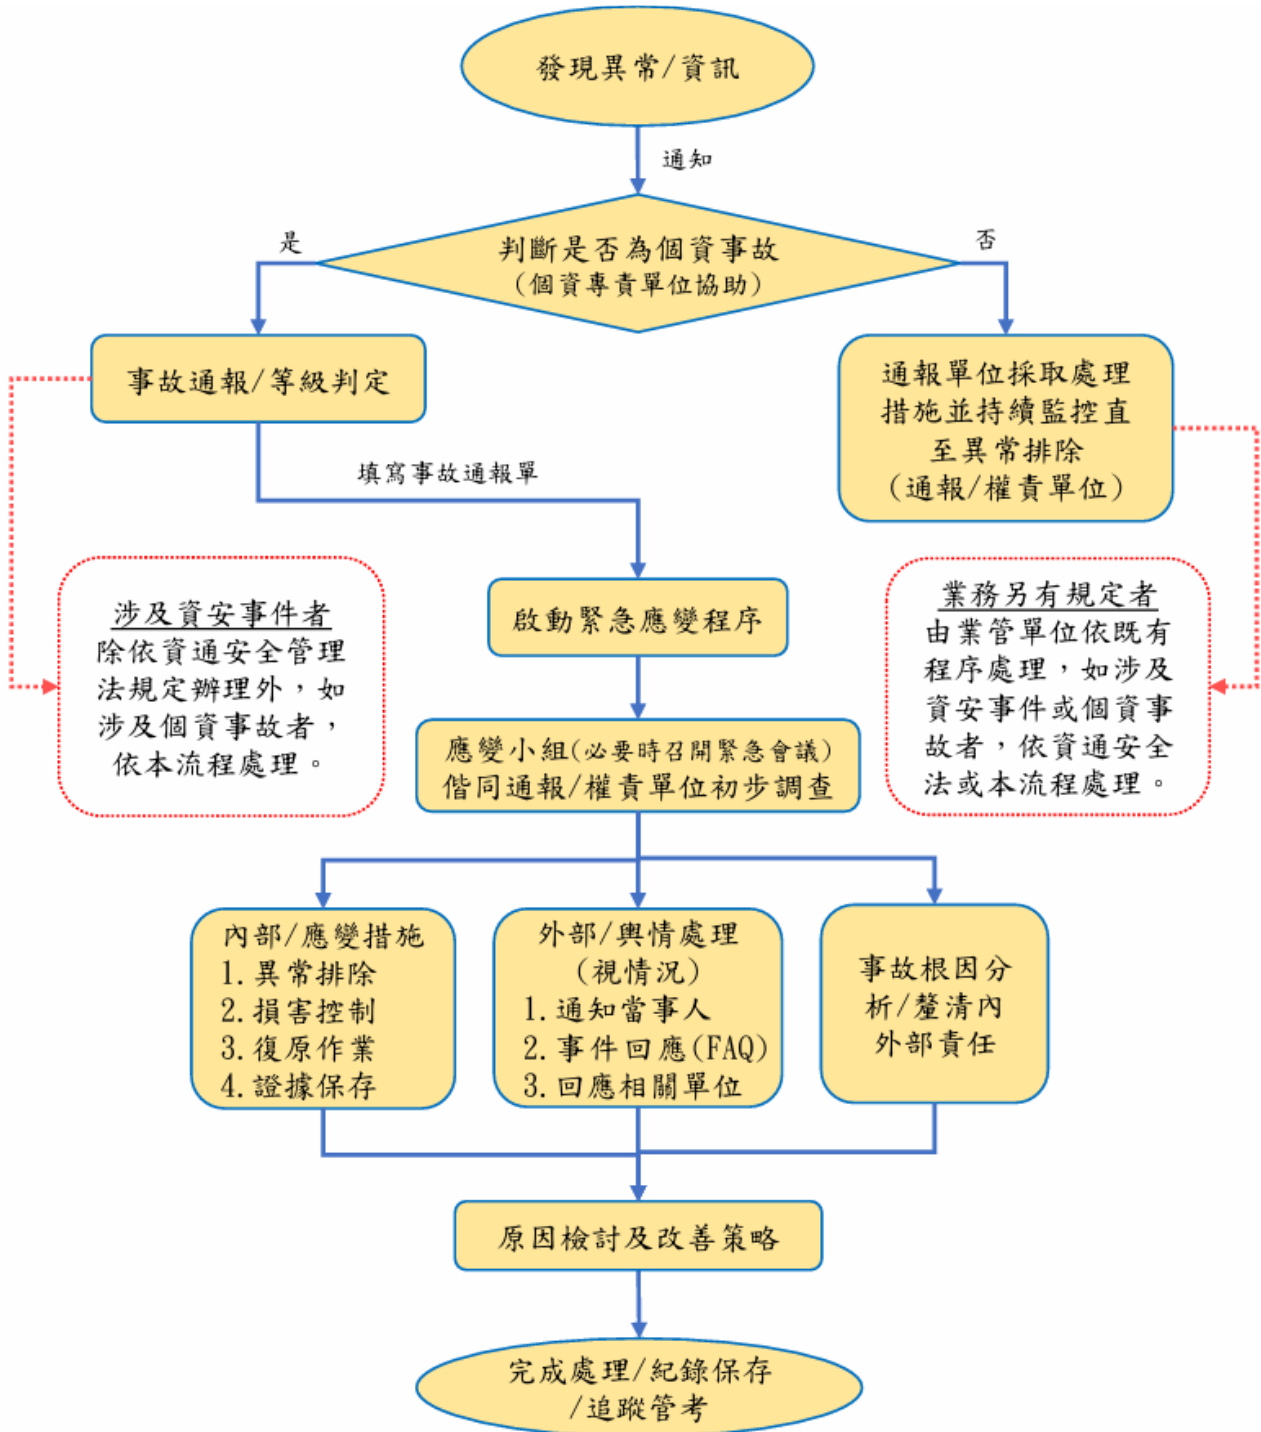 發現異常/資訊
通知
判斷是否為個資事故
(個資專責單位協助)
是
否
事故通報/等級判定
通報單位採取處理
措施並持續監控直
至異常排除
(通報/權責單位)
填寫事故通報單
涉及資安事件者
除依資通安全管理
法規定辦理外,如
涉及個資事故者,
依本流程處理。
業務另有規定者
由業管單位依既有
程序處理,如涉及
資安事件或個資事
故者,依資通安全
法或本流程處理。
啟動緊急應變程序
應變小組(必要時召開緊急會議)
偕同通報/權責單位初步調查
內部/應變措施
1.異常排除
2.損害控制
3.復原作業
4.證據保存
外部/輿情處理
(視情況)
1.通知當事人
2.事件回應(FAQ)
3.回應相關單位
事故根因分
析/釐清內
外部責任
原因檢討及改善策略
完成處理/紀錄保存
/追蹤管考